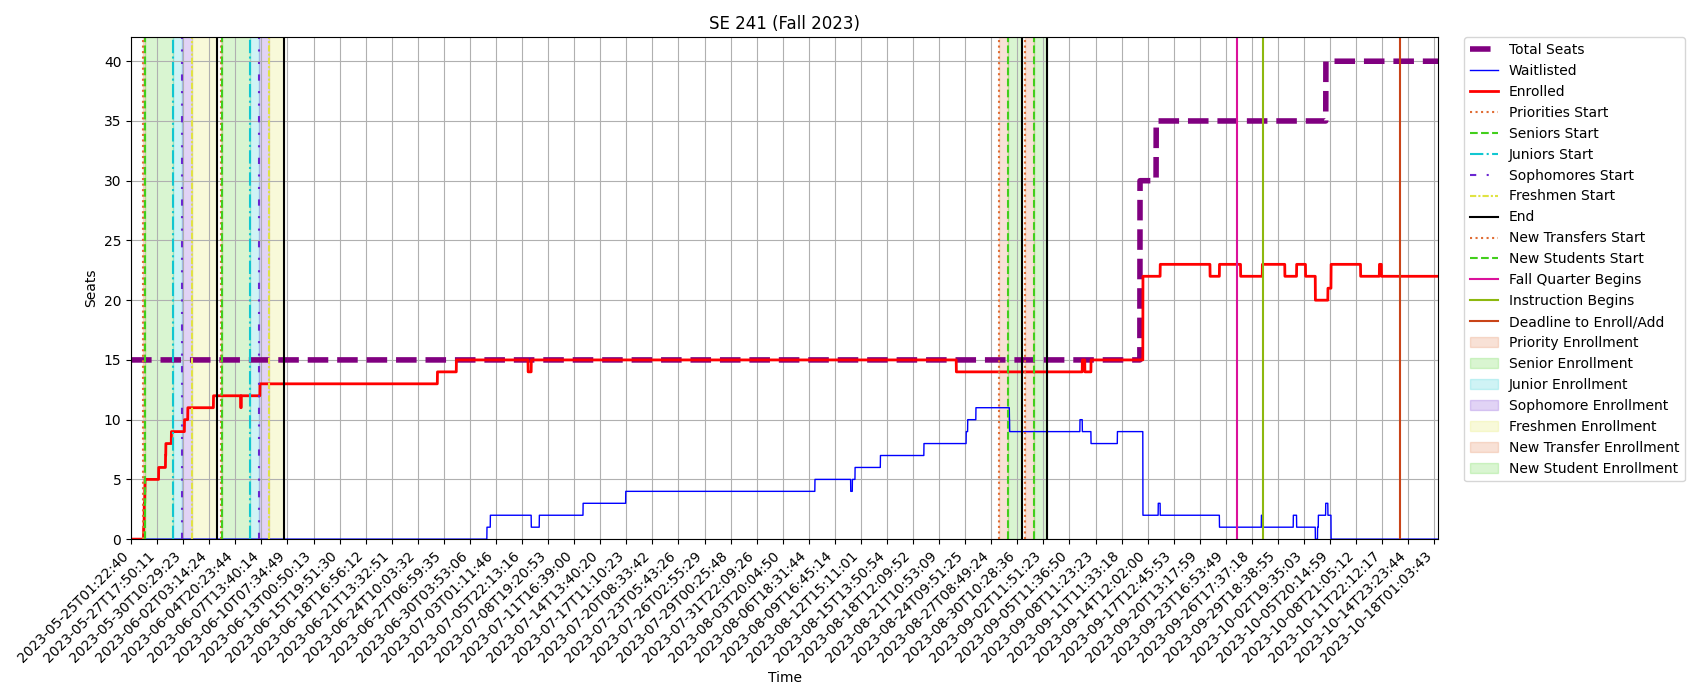 SE 241 (Fall 2023)
Seats
40
35
30
25
20
15
10
5
0
2023-05-25T01:22:40
2023-05-27T17:50:11
2023-05-30T10:29:23
2023-06-02T03:14:24
2023-06-04T20:23:44
2023-06-07T13:40:14
2023-06-10T07:34:49
2023-06-13T00:50:13
2023-06-15T19:51:30
2023-06-18T16:56:12
2023-06-21T13:32:51
2023-06-24T10:03:32
2023-06-27T06:59:35
2023-06-30T03:53:06
2023-07-03T01:11:46
2023-07-05T22:13:16
2023-07-08T19:20:53
2023-07-11T16:39:00
2023-07-14T13:40:20
2023-07-17T11:10:23
2023-07-20T08:33:42
2023-07-23T05:43:26
2023-07-26T02:55:29
2023-07-29T00:25:48
2023-07-31T22:09:26
2023-08-03T20:04:50
2023-08-06T18:31:44
2023-08-09T16:45:14
2023-08-12T15:11:01
2023-08-15T13:50:54
2023-08-18T12:09:52
2023-08-21T10:53:09
2023-08-24T09:51:25
2023-08-27T08:49:24
2023-08-30T10:28:36
2023-09-02T11:51:23
2023-09-05T11:36:50
2023-09-08T11:23:23
2023-09-11T11:33:18
2023-09-14T12:02:00
2023-09-17T12:45:53
2023-09-20T13:17:59
2023-09-23T16:53:49
2023-09-26T17:37:18
2023-09-29T18:38:55
2023-10-02T19:35:03
2023-10-05T20:14:59
2023-10-08T21:05:12
2023-10-11T22:12:17
2023-10-14T23:23:44
2023-10-18T01:03:43
Time
Total Seats
Waitlisted
Enrolled
Priorities Start
Seniors Start
Juniors Start
Sophomores Start
Freshmen Start
End
New Transfers Start
New Students Start
Fall Quarter Begins
Instruction Begins
Deadline to Enroll/Add
Priority Enrollment
Senior Enrollment
Junior Enrollment
Sophomore Enrollment
Freshmen Enrollment
New Transfer Enrollment
New Student Enrollment